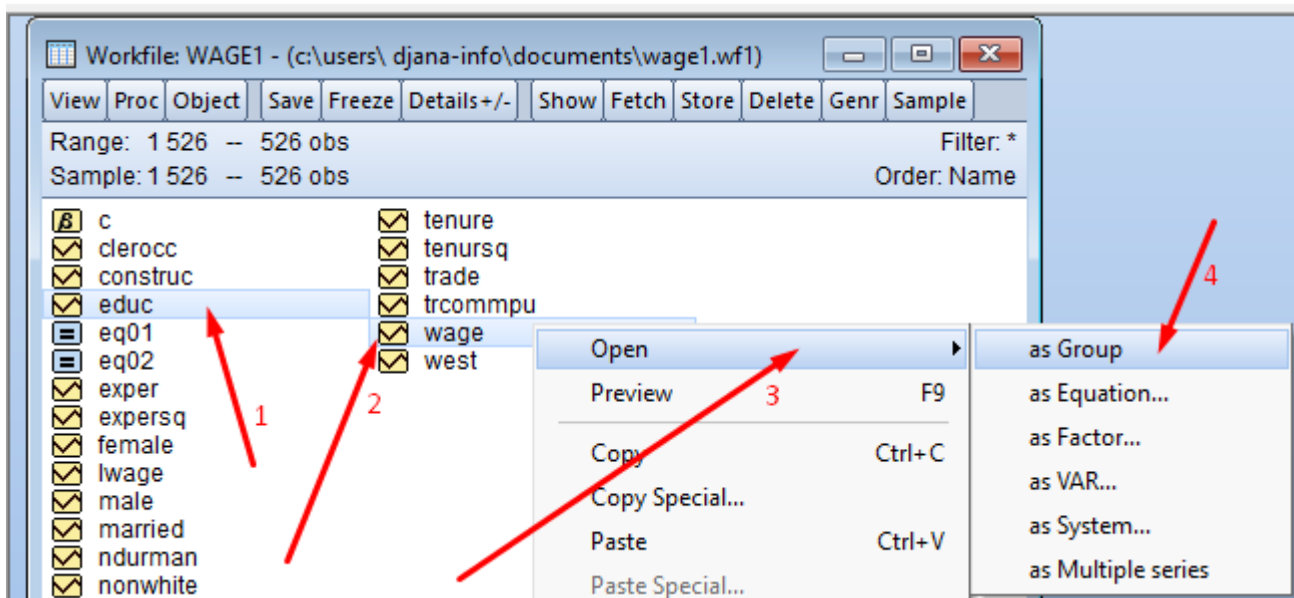 Workfile: WAGE1 - (c:\users\ djana-info\documents\wage1.wf1)
View Proc Object Save Freeze Details+/- Show Fetch Store Delete Genr Sample
Range: 1 526 -- 526 obs Filter: *
Sample: 1 526 -- 526 obs Order: Name
β c
clerocc
construc
educ
eq01
eq02
exper
expersq
female
lwage
male
married
ndurman
nonwhite
tenure
tenursq
trade
trcommpu
wage
west
1
2
Open
Preview F9
3
Copy Ctrl+C
Copy Special...
Paste Ctrl+V
Paste Special...
4
as Group
as Equation...
as Factor...
as VAR...
as System...
as Multiple series